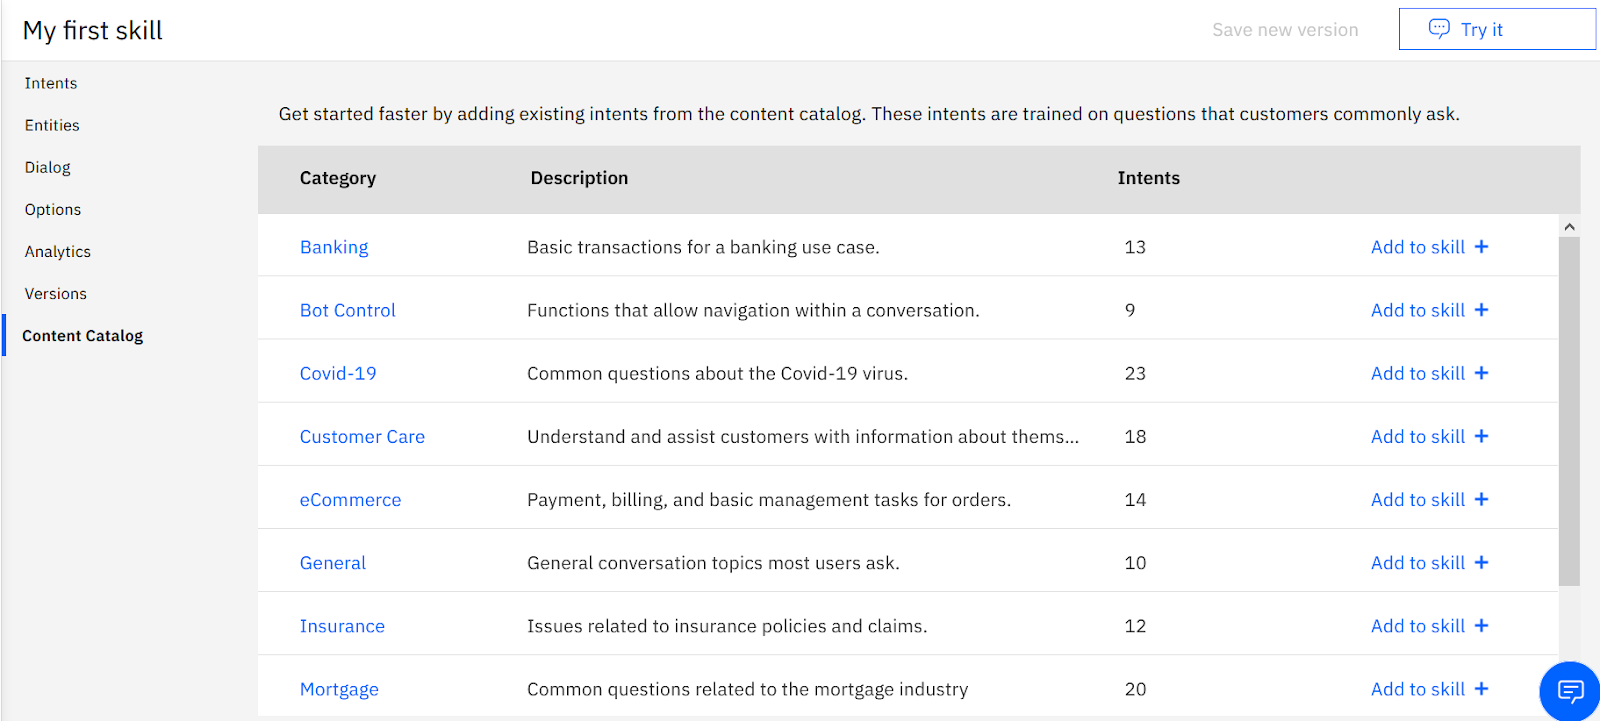 My first skill
Save new version
Try it
Intents
Entities
Dialog
Options
Analytics
Versions
Content Catalog
Get started faster by adding existing intents from the content catalog. These intents are trained on questions that customers commonly ask.
Category Description Intents
Banking Basic transactions for a banking use case. 13 Add to skill +
Bot Control Functions that allow navigation within a conversation. 9 Add to skill +
Covid-19 Common questions about the Covid-19 virus. 23 Add to skill +
Customer Care Understand and assist customers with information about thems... 18 Add to skill +
eCommerce Payment, billing, and basic management tasks for orders. 14 Add to skill +
General General conversation topics most users ask. 10 Add to skill +
Insurance Issues related to insurance policies and claims. 12 Add to skill +
Mortgage Common questions related to the mortgage industry 20 Add to skill +